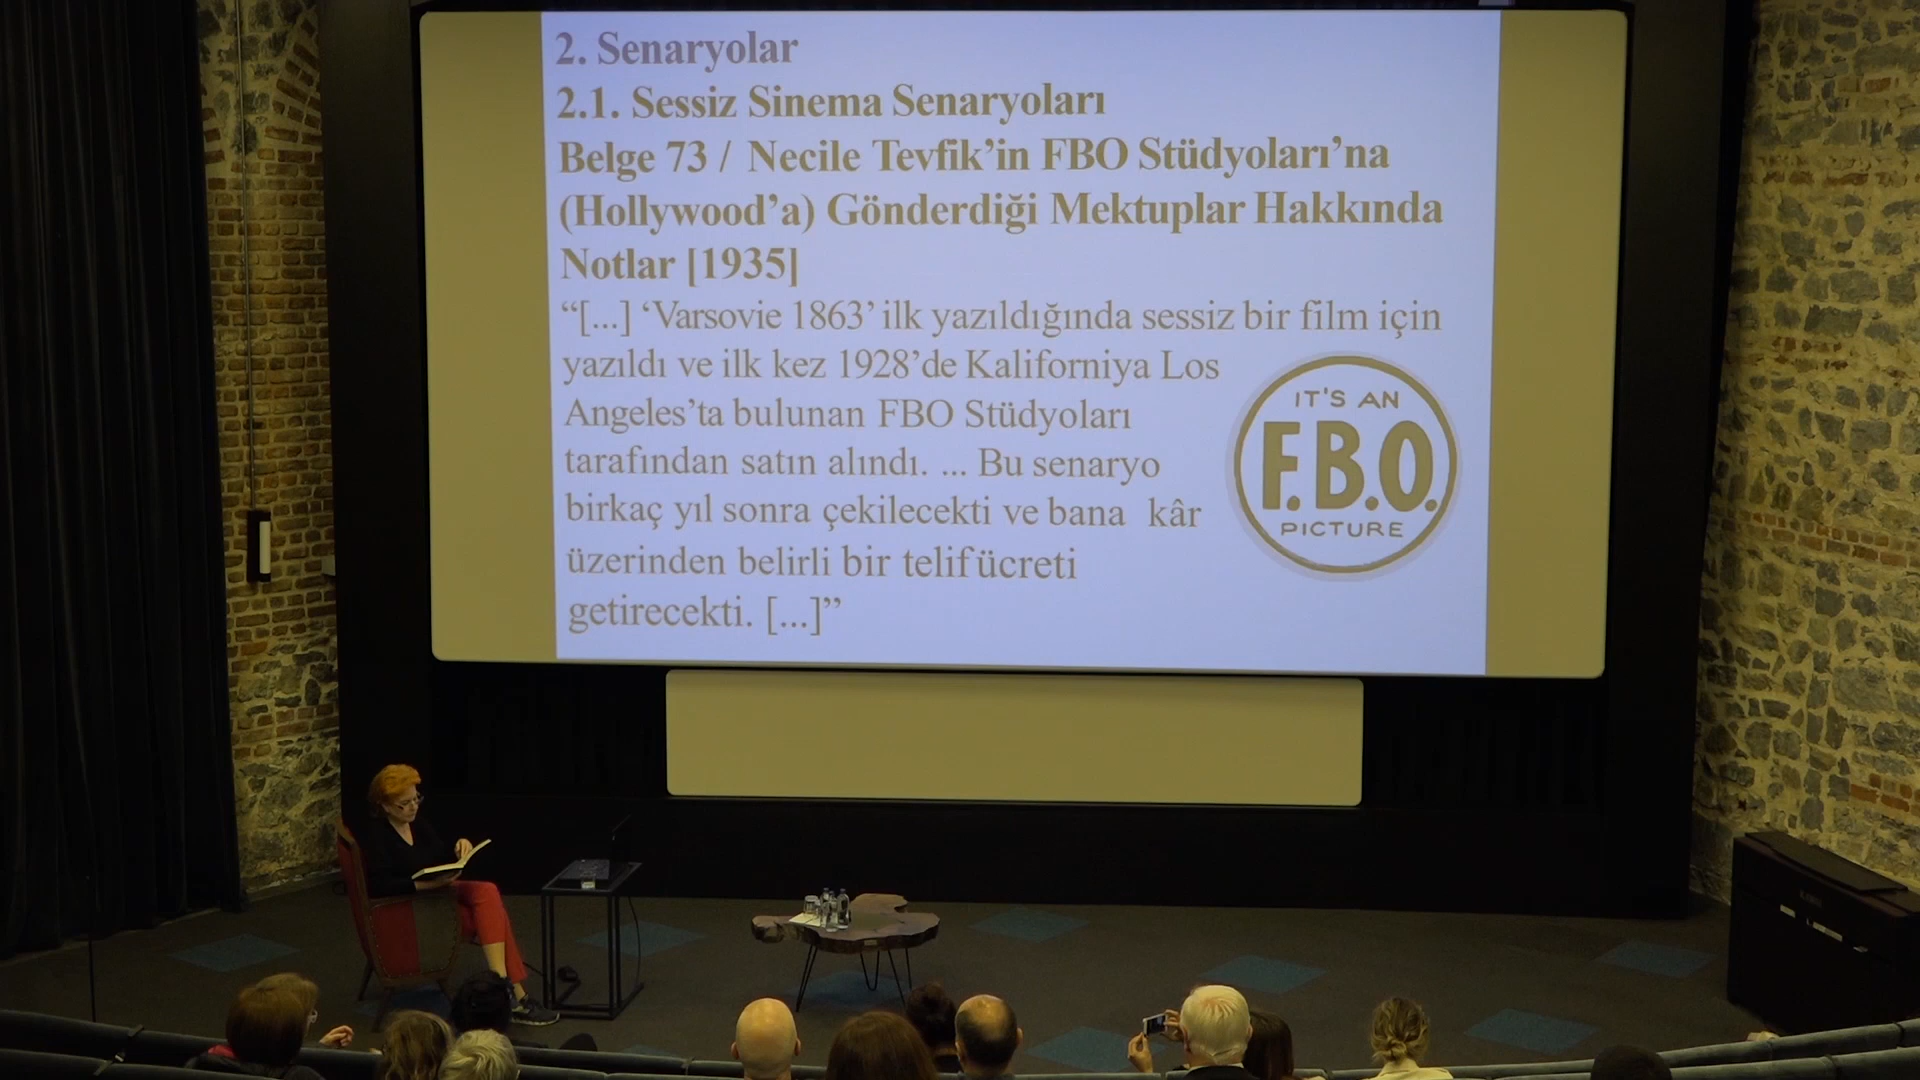 2. Senaryolar
2.1. Sessiz Sinema Senaryoları
Belge 73 / Necile Tevfik’in FBO Stüdyoları’na
(Hollywood’a) Gönderdiği Mektuplar Hakkında
Notlar [1935]
“[...] ‘Varsovie 1863’ ilk yazıldığında sessiz bir film için
yazıldı ve ilk kez 1928’de Kaliforniya Los
Angeles’ta bulunan FBO Stüdyoları
tarafından satın alındı. ... Bu senaryo
birkaç yıl sonra çekilecekti ve bana kâr
üzerinden belirli bir telif ücreti
getirecekti. [...]”
IT'S AN
F.B.O.
PICTURE